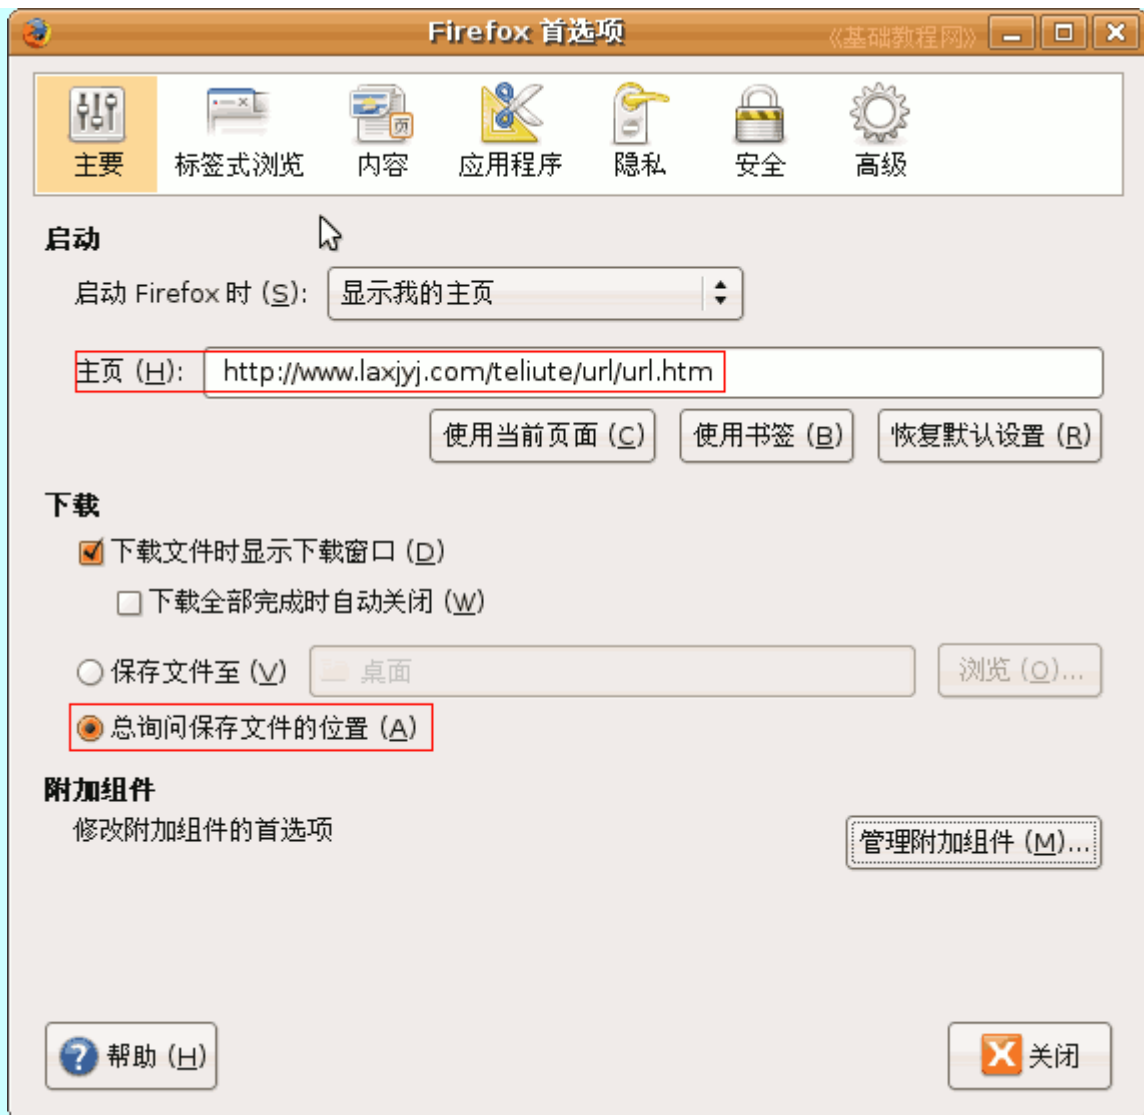 Firefox 首选项
《基础教程网》
主要 标签式浏览 内容 应用程序 隐私 安全 高级
页
启动
启动 Firefox 时 (S): 显示我的主页
主页 (H): http://www.laxjyj.com/teliute/url/url.htm
使用当前页面 (C) 使用书签 (B) 恢复默认设置 (R)
下载
下载文件时显示下载窗口 (D)
下载全部完成时自动关闭 (W)
保存文件至 (V) 桌面 浏览 (O)...
总询问保存文件的位置 (A)
附加组件
修改附加组件的首选项
管理附加组件 (M)...
帮助 (H) 关闭